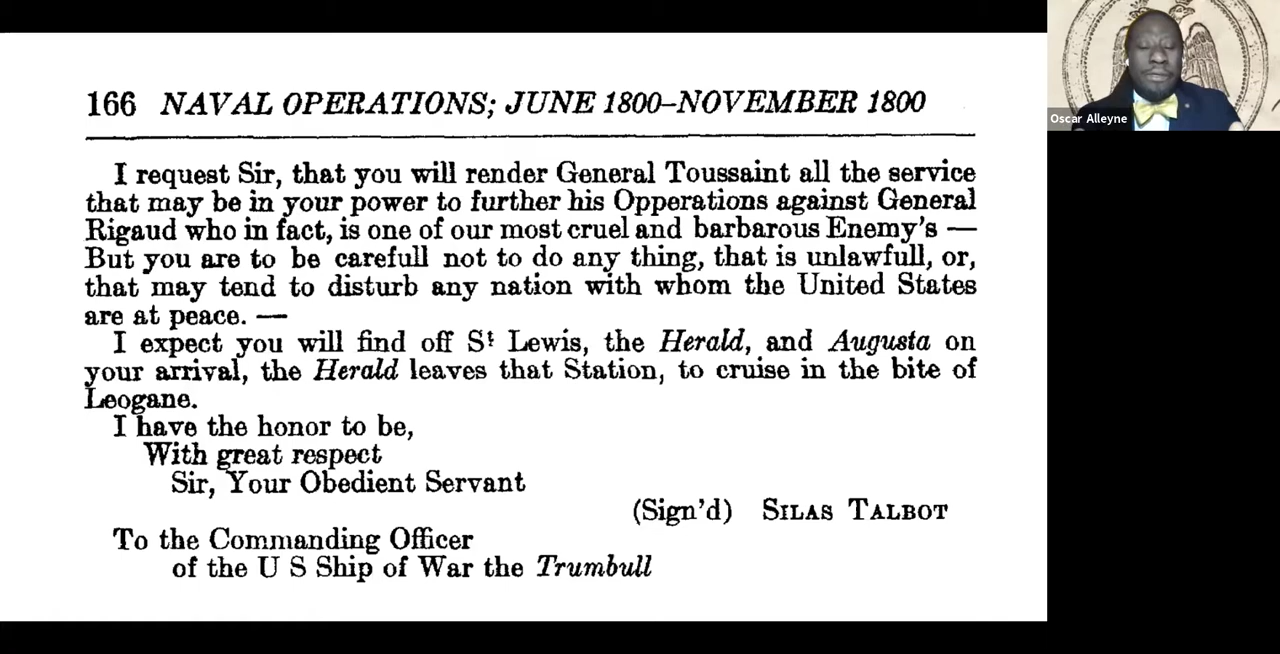 166 NAVAL OPERATIONS; JUNE 1800–NOVEMBER 1800
I request Sir, that you will render General Toussaint all the service
that may be in your power to further his Opperations against General
Rigaud who in fact, is one of our most cruel and barbarous Enemy's —
But you are to be carefull not to do any thing, that is unlawfull, or,
that may tend to disturb any nation with whom the United States
are at peace. —
I expect you will find off Sᵗ Lewis, the Herald, and Augusta on
your arrival, the Herald leaves that Station, to cruise in the bite of
Leogane.
I have the honor to be,
With great respect
Sir, Your Obedient Servant
(Sign'd) SILAS TALBOT
To the Commanding Officer
of the U S Ship of War the Trumbull
Oscar Alleyne